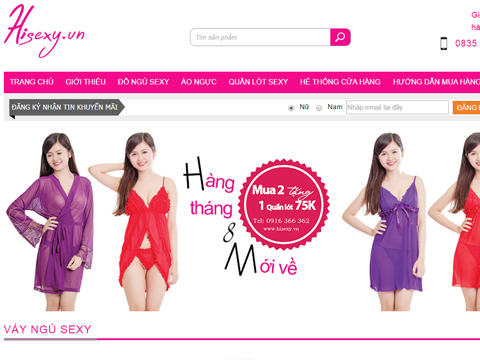 Hisexy.vn
Tìm sản phẩm
Gi
hà
0835
TRANG CHỦ GIỚI THIỆU ĐỒ NGỦ SEXY ÁO NGỰC QUẦN LÓT SEXY HỆ THỐNG CỬA HÀNG HƯỚNG DẪN MUA HÀNG
ĐĂNG KÝ NHẬN TIN KHUYẾN MÃI Nữ Nam Nhập email tại đây ĐĂNG
Hàng
tháng
8
Mới về
Mua 2 tặng
1 Quần lót 75K
Tel: 0916 366 362
www.hisexy.vn
VÁY NGỦ SEXY